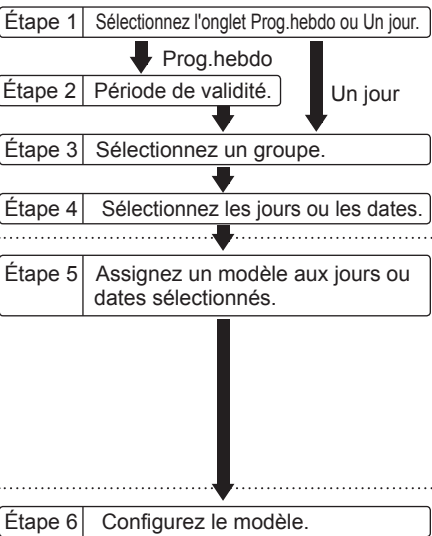 Étape 1 Sélectionnez l'onglet Prog.hebdo ou Un jour.
Prog.hebdo
Étape 2 Période de validité.
Un jour
Étape 3 Sélectionnez un groupe.
Étape 4 Sélectionnez les jours ou les dates.
Étape 5 Assignez un modèle aux jours ou
dates sélectionnés.
Étape 6 Configurez le modèle.